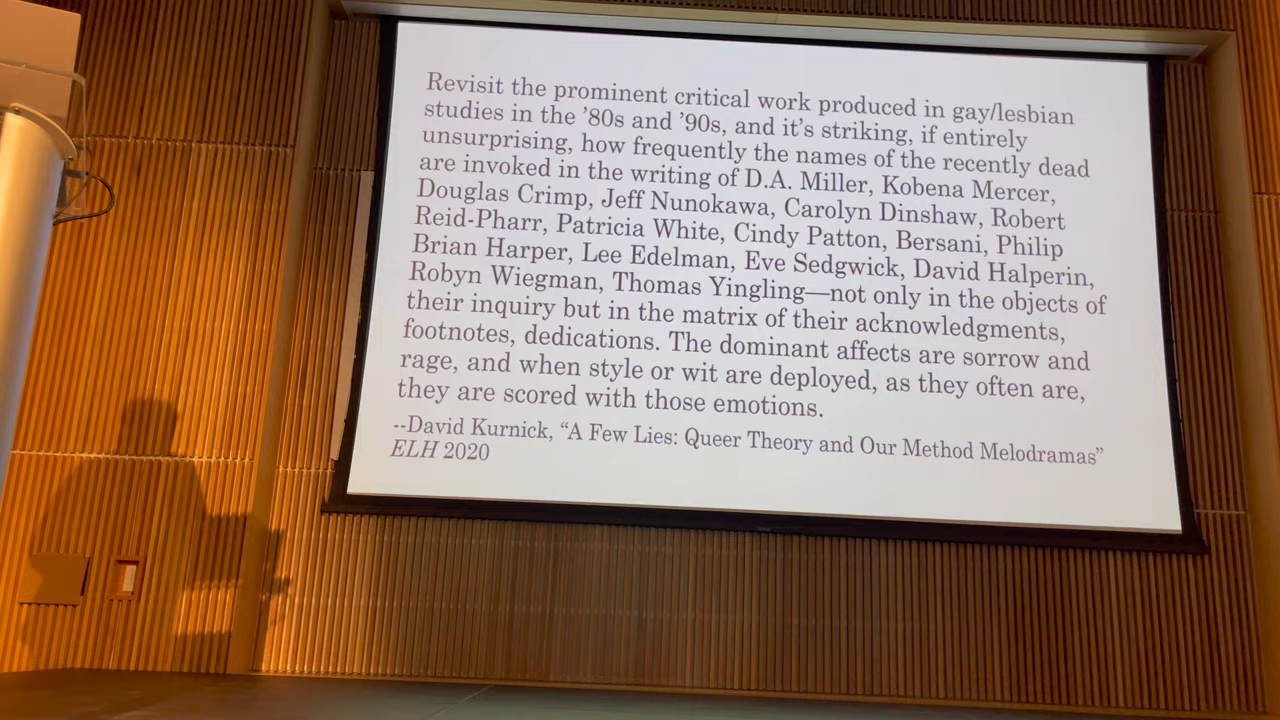 Revisit the prominent critical work produced in gay/lesbian
studies in the ’80s and ’90s, and it’s striking, if entirely
unsurprising, how frequently the names of the recently dead
are invoked in the writing of D.A. Miller, Kobena Mercer,
Douglas Crimp, Jeff Nunokawa, Carolyn Dinshaw, Robert
Reid-Pharr, Patricia White, Cindy Patton, Bersani, Philip
Brian Harper, Lee Edelman, Eve Sedgwick, David Halperin,
Robyn Wiegman, Thomas Yingling—not only in the objects of
their inquiry but in the matrix of their acknowledgments,
footnotes, dedications. The dominant affects are sorrow and
rage, and when style or wit are deployed, as they often are,
they are scored with those emotions.
--David Kurnick, “A Few Lies: Queer Theory and Our Method Melodramas”
ELH 2020